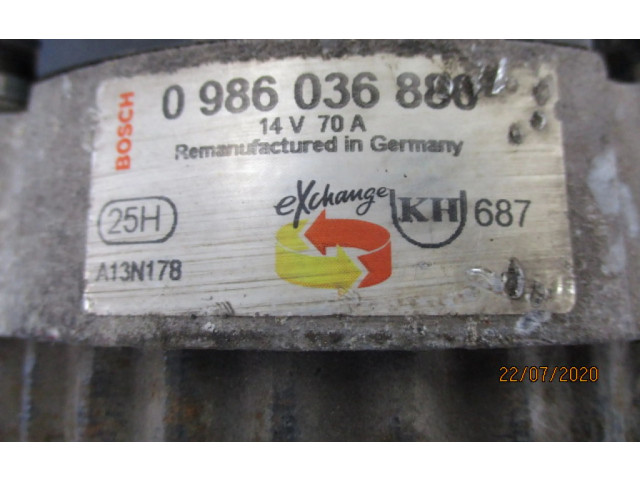 BOSCH
0 986 036 880
14 V 70 A
Remanufactured in Germany
25H
eXchange
KH 687
A13N178
22/07/2020